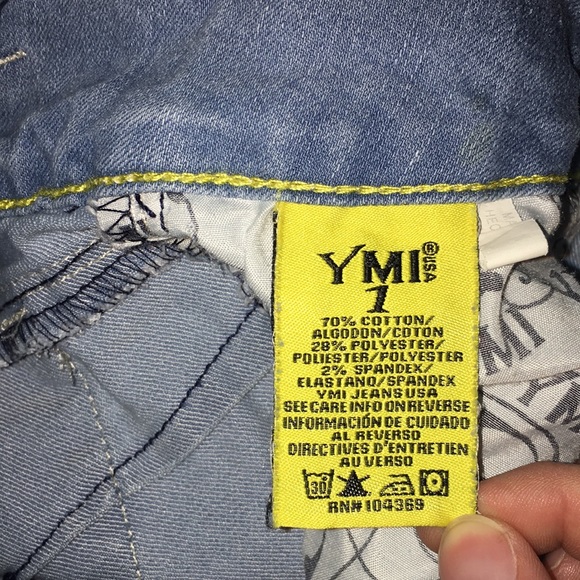 YMI® USA
1
70% COTTON/
ALGODON/COTON
28% POLYESTER/
POLIESTER/POLYESTER
2% SPANDEX/
ELASTANO/SPANDEX
YMI JEANS USA
SEE CARE INFO ON REVERSE
INFORMACIÓN DE CUIDADO
AL REVERSO
DIRECTIVES D'ENTRETIEN
AU VERSO
30
RN# 104369
YMI